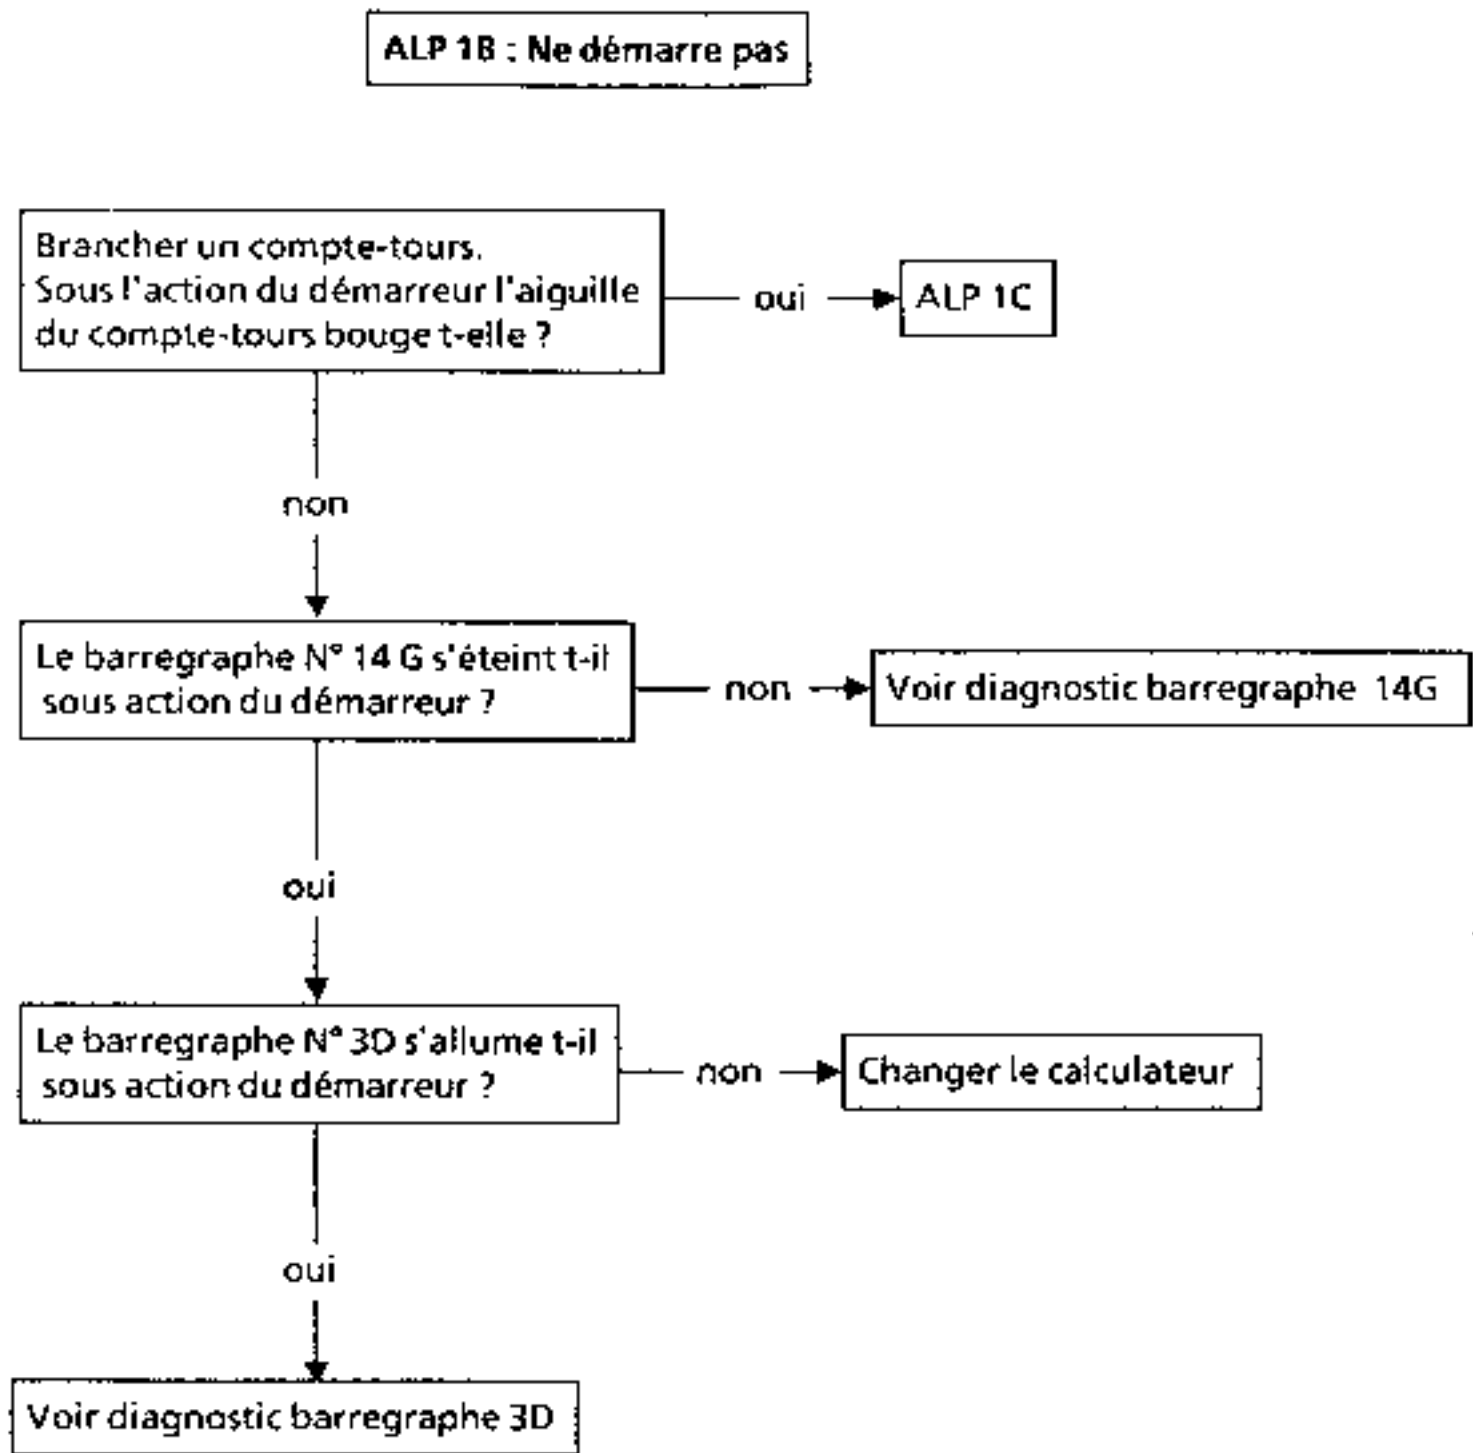 ALP 1B : Ne démarre pas
Brancher un compte-tours.
Sous l'action du démarreur l'aiguille
du compte-tours bouge t-elle ?
oui
ALP 1C
non
Le barregraphe N° 14 G s'éteint t-il
sous action du démarreur ?
non
Voir diagnostic barregraphe 14G
oui
Le barregraphe N° 3D s'allume t-il
sous action du démarreur ?
non
Changer le calculateur
oui
Voir diagnostic barregraphe 3D